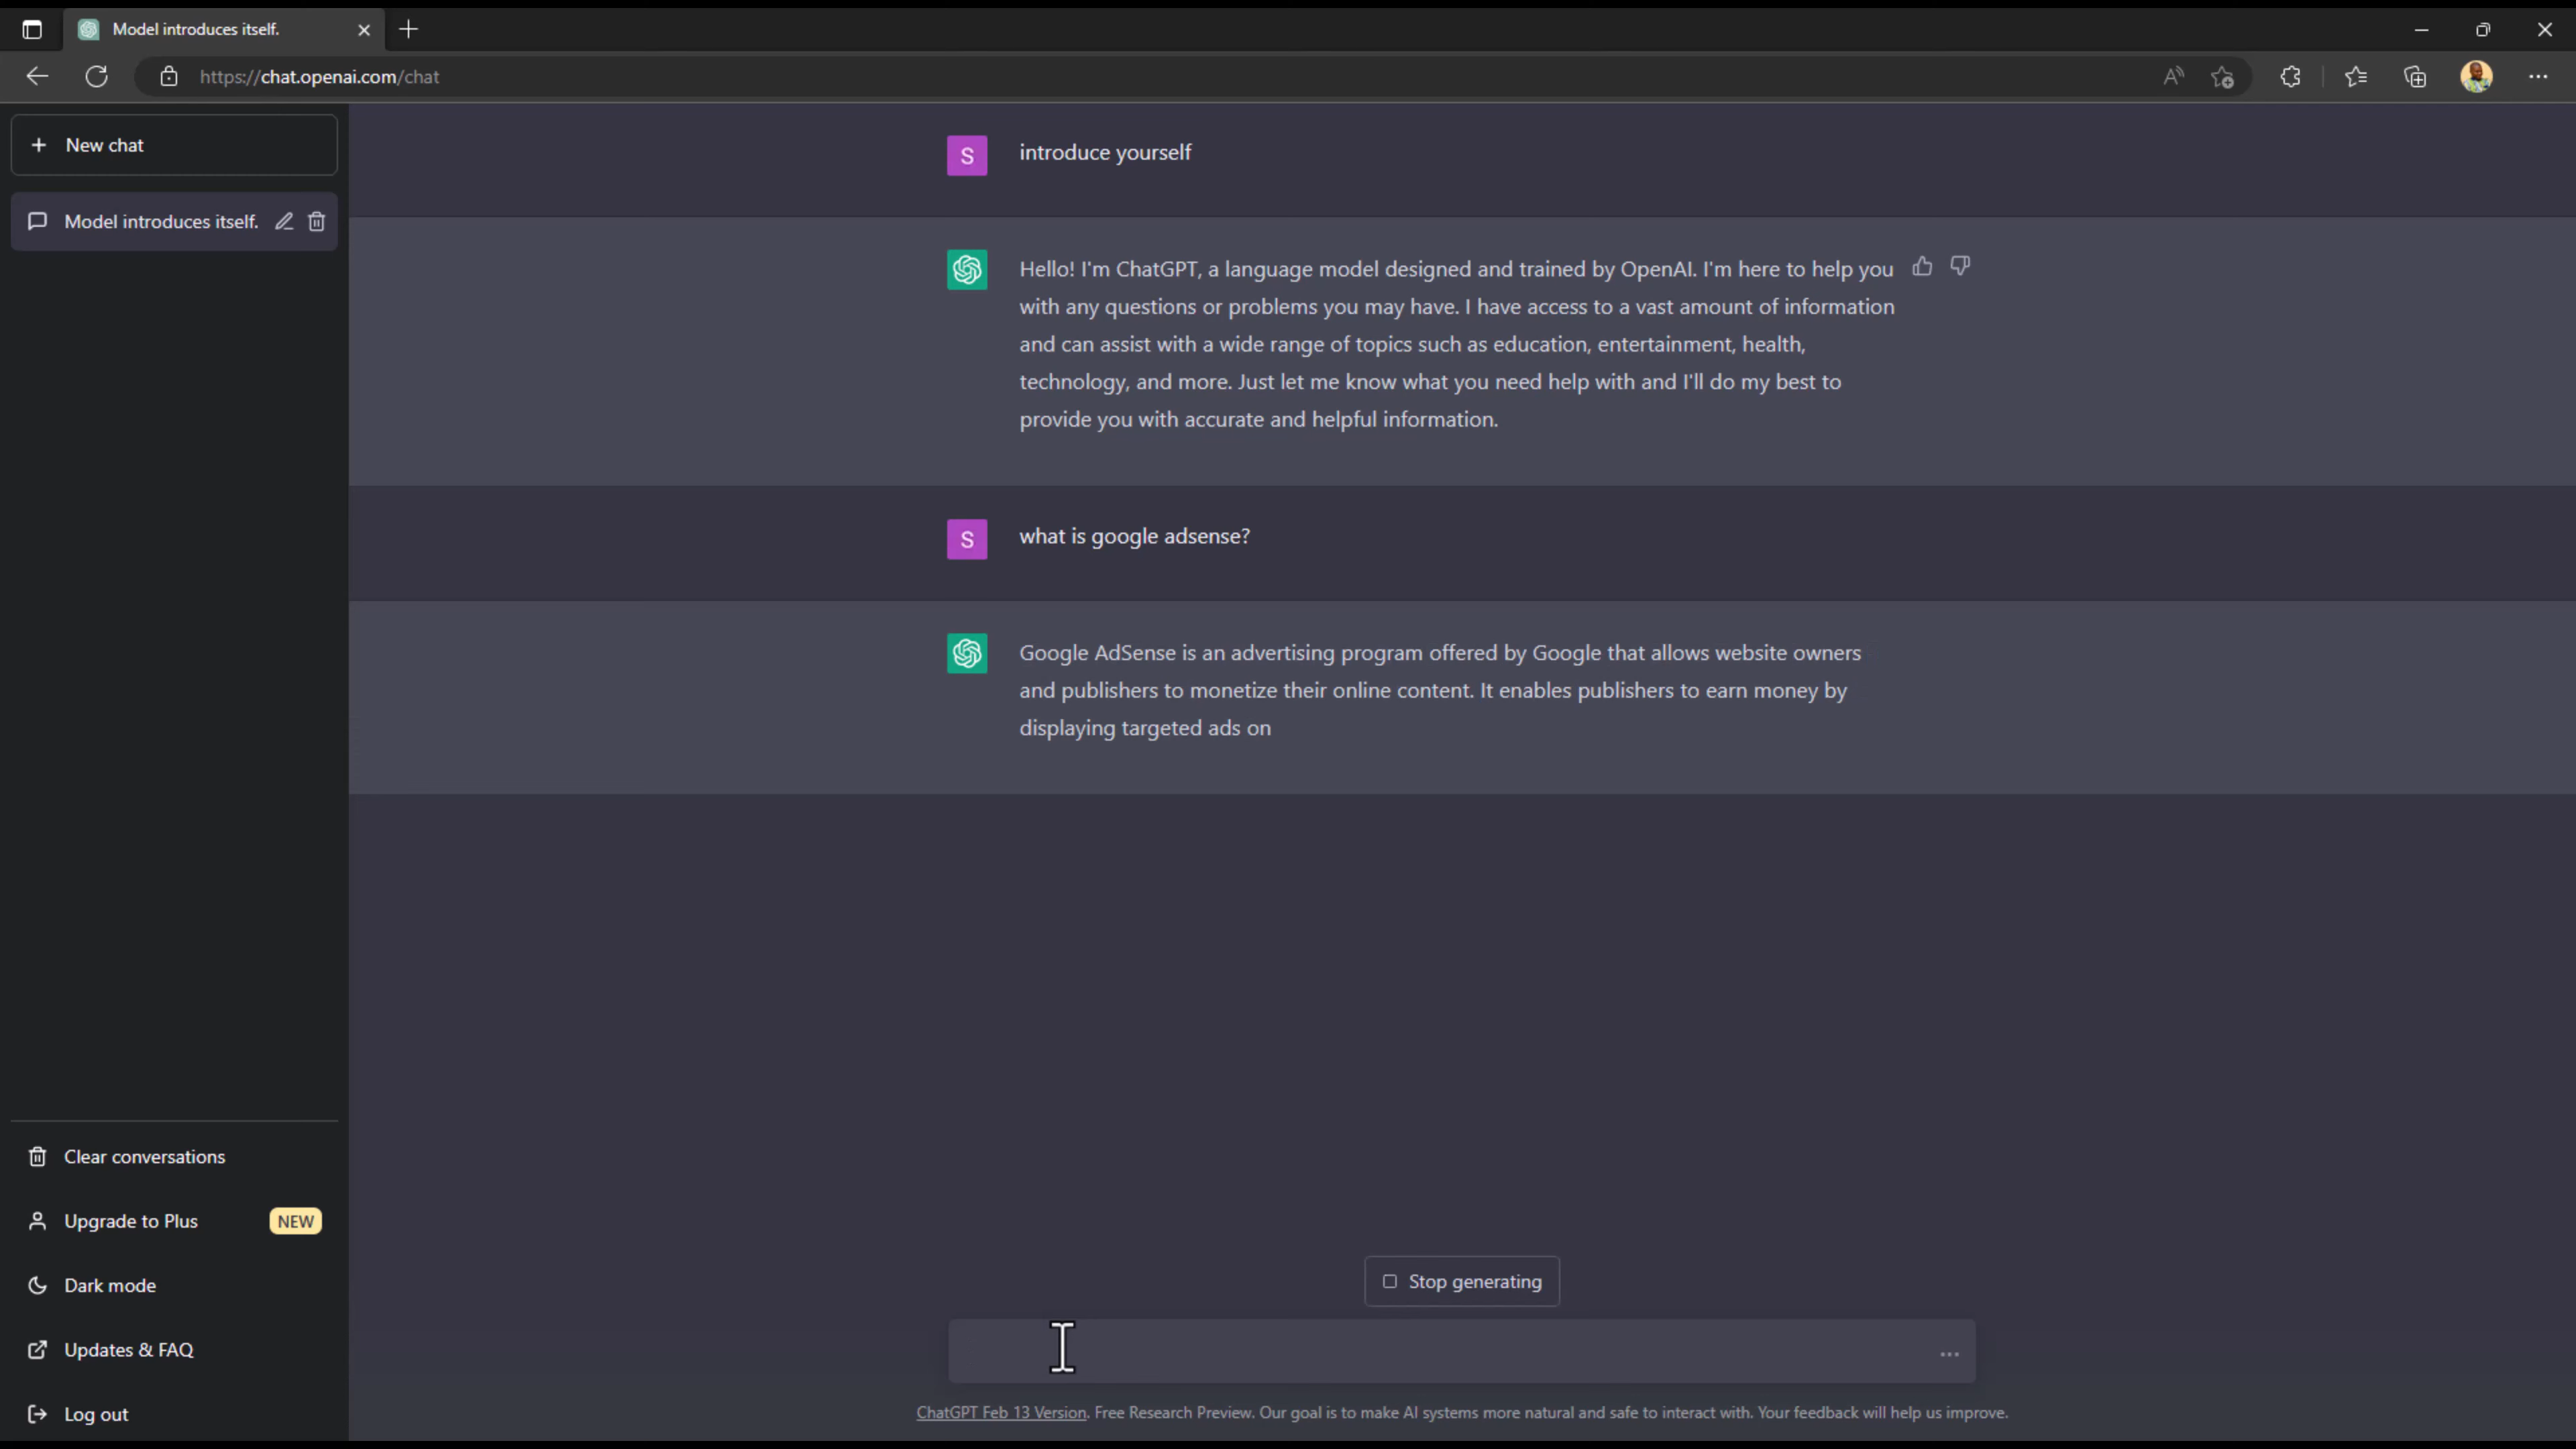 Model introduces itself.
https://chat.openai.com/chat
New chat
Model introduces itself.
S
introduce yourself
Hello! I'm ChatGPT, a language model designed and trained by OpenAI. I'm here to help you
with any questions or problems you may have. I have access to a vast amount of information
and can assist with a wide range of topics such as education, entertainment, health,
technology, and more. Just let me know what you need help with and I'll do my best to
provide you with accurate and helpful information.
S
what is google adsense?
Google AdSense is an advertising program offered by Google that allows website owners
and publishers to monetize their online content. It enables publishers to earn money by
displaying targeted ads on
Clear conversations
Upgrade to Plus NEW
Dark mode
Updates & FAQ
Log out
Stop generating
ChatGPT Feb 13 Version. Free Research Preview. Our goal is to make AI systems more natural and safe to interact with. Your feedback will help us improve.